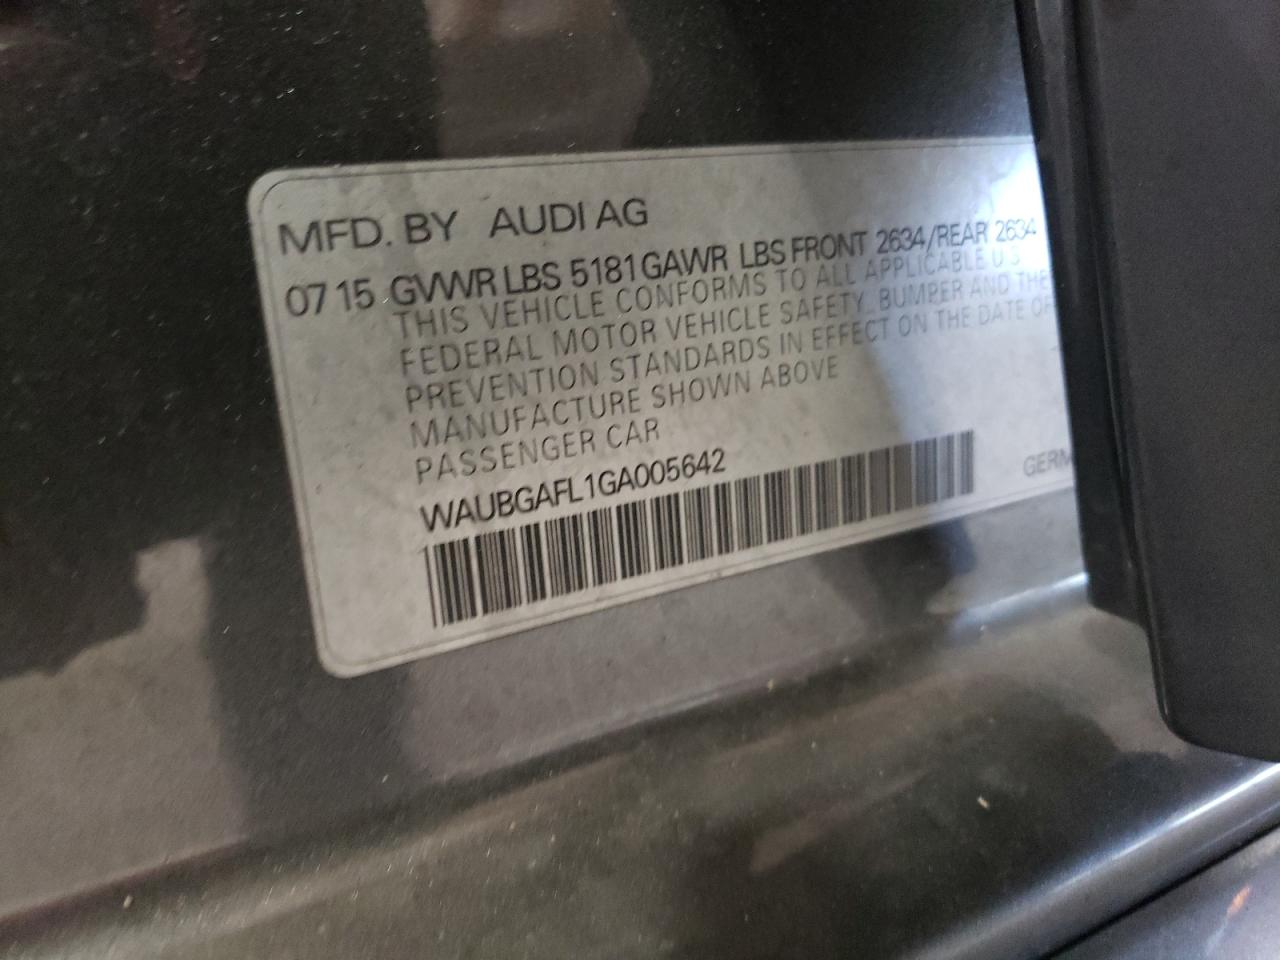 MFD. BY AUDI AG
07 15 GVWR LBS 5181 GAWR LBS FRONT 2634/REAR 2634
THIS VEHICLE CONFORMS TO ALL APPLICABLE U S
FEDERAL MOTOR VEHICLE SAFETY, BUMPER AND THE
PREVENTION STANDARDS IN EFFECT ON THE DATE OF
MANUFACTURE SHOWN ABOVE
PASSENGER CAR
WAUBGAFL1GA005642
GERM